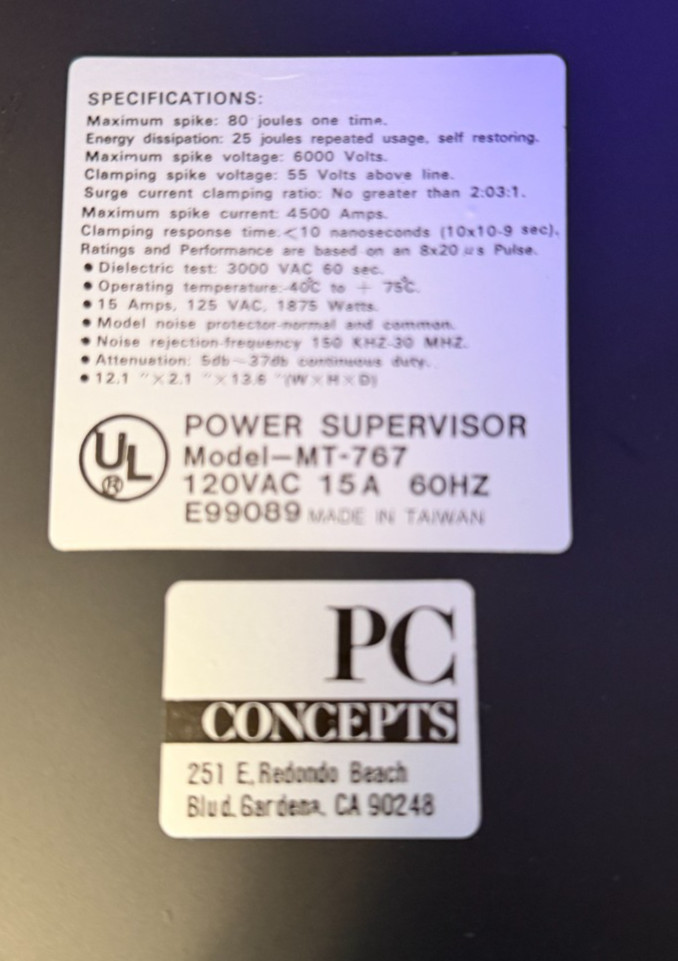 SPECIFICATIONS:
Maximum spike: 80 joules one time.
Energy dissipation: 25 joules repeated usage, self restoring.
Maximum spike voltage: 6000 Volts.
Clamping spike voltage: 55 Volts above line.
Surge current clamping ratio: No greater than 2:03:1.
Maximum spike current: 4500 Amps.
Clamping response time.<10 nanoseconds (10x10-9 sec).
Ratings and Performance are based on an 8x20 µs Pulse.
● Dielectric test: 3000 VAC 60 sec.
● Operating temperature:-40°C to + 75°C.
● 15 Amps, 125 VAC, 1875 Watts.
● Model noise protector-normal and common.
● Noise rejection-frequency 150 KHZ-30 MHZ.
● Attenuation: 5db~37db continuous duty.
● 12.1 "×2.1 "×13.6 "(W×H×D)
UL ®
POWER SUPERVISOR
Model-MT-767
120VAC 15A 60HZ
E99089 MADE IN TAIWAN
PC
CONCEPTS
251 E. Redondo Beach
Blvd. Gardena, CA 90248